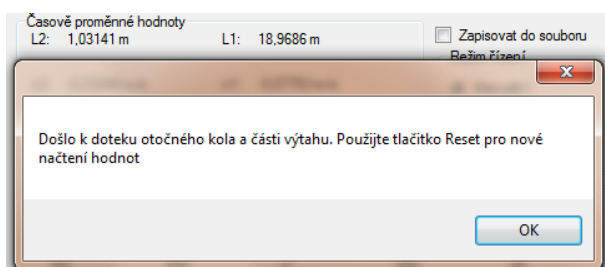 Časově proměnné hodnoty
L2: 1,03141 m L1: 18,9686 m Zapisovat do souboru
Režim řízení
Došlo k doteku otočného kola a části výtahu. Použijte tlačitko Reset pro nové
načtení hodnot
OK